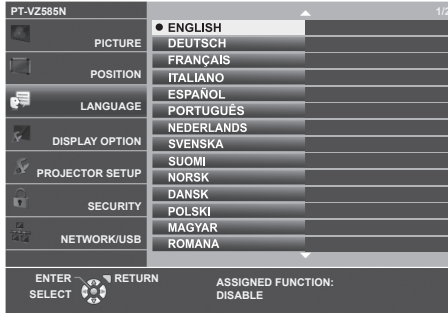 PT-VZ585N
1/2
PICTURE
POSITION
LANGUAGE
DISPLAY OPTION
PROJECTOR SETUP
SECURITY
NETWORK/USB
ENGLISH
DEUTSCH
FRANÇAIS
ITALIANO
ESPAÑOL
PORTUGUÊS
NEDERLANDS
SVENSKA
SUOMI
NORSK
DANSK
POLSKI
MAGYAR
ROMANA
ENTER
RETURN
SELECT
ASSIGNED FUNCTION:
DISABLE